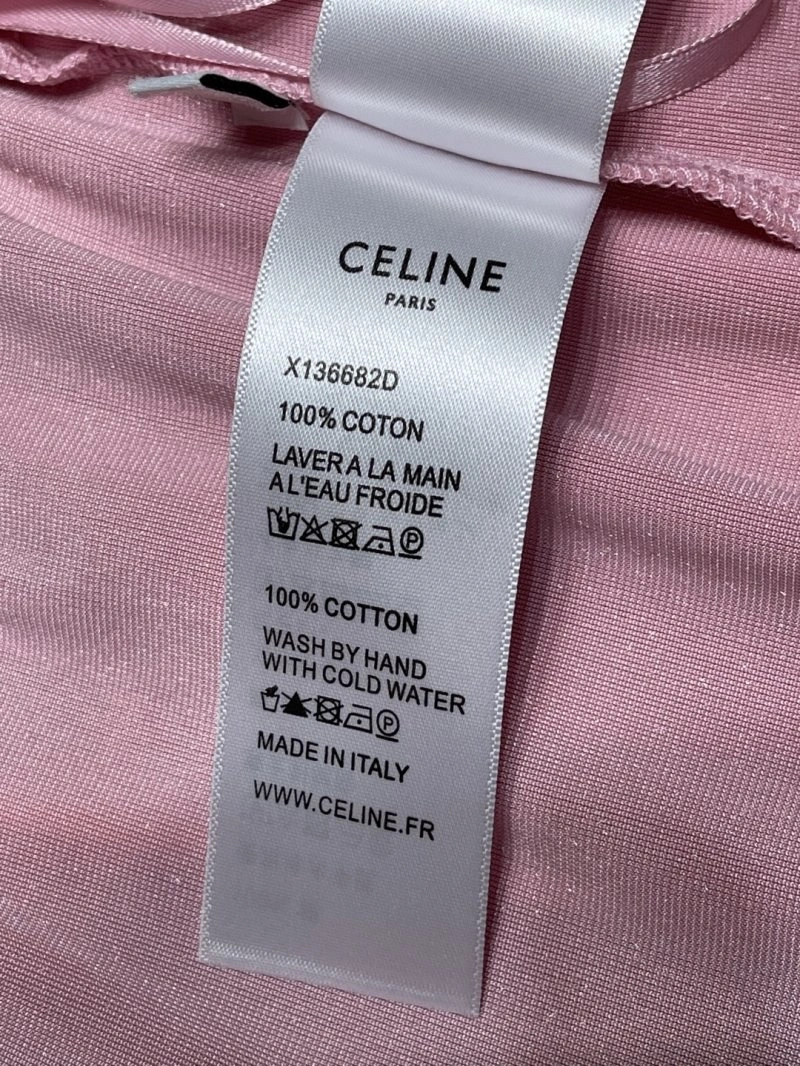 CELINE
PARIS
X136682D
100% COTON
LAVER A LA MAIN
A L'EAU FROIDE
P
100% COTTON
WASH BY HAND
WITH COLD WATER
P
MADE IN ITALY
WWW.CELINE.FR